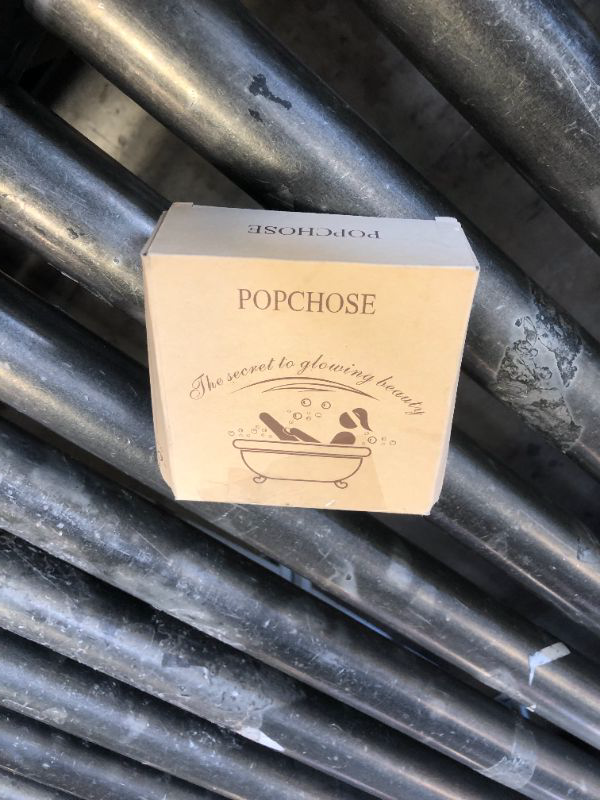 POPCHOSE
POPCHOSE
The secret to glowing beauty